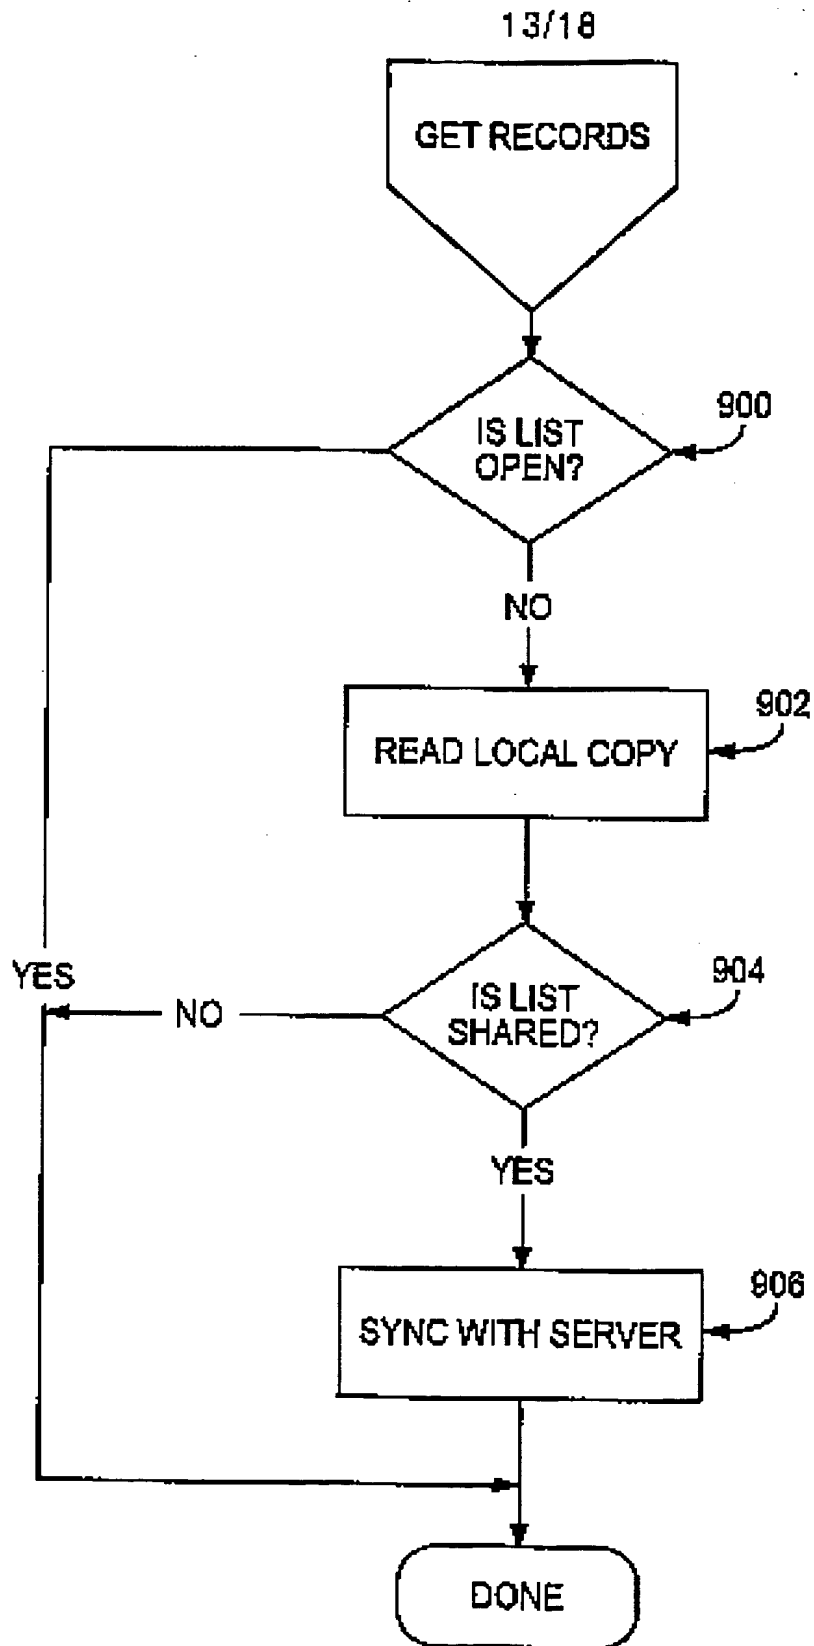 13/18
GET RECORDS
IS LIST
OPEN?
900
NO
READ LOCAL COPY
902
YES
NO
IS LIST
SHARED?
904
YES
SYNC WITH SERVER
906
DONE